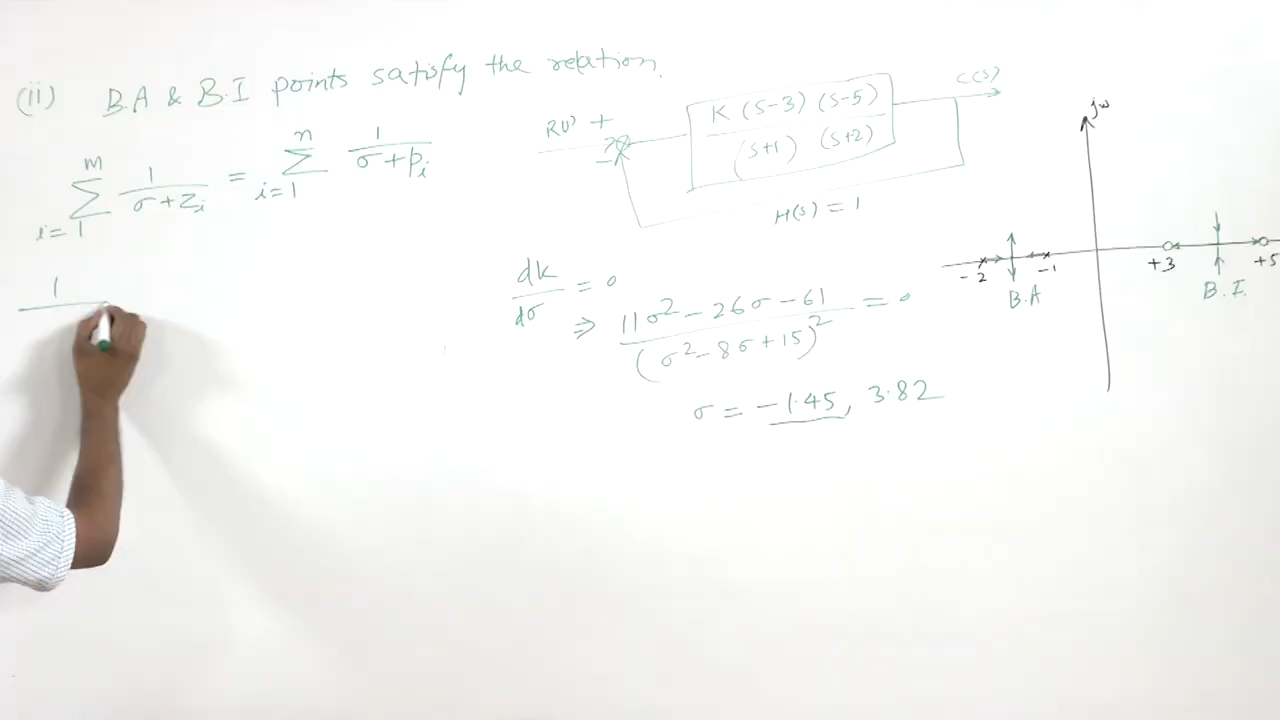 (ii) B.A & B.I points satisfy the relation.
m Σ i=1 1/(σ+zᵢ) = n Σ i=1 1/(σ+pᵢ)
1
R(s) + −
K (s-3) (s-5)
(s+1) (s+2)
C(s)
H(s) = 1
dk/dσ = 0
⇒ (11σ² − 26σ − 61)/(σ² − 8σ + 15)² = 0
σ = −1.45, 3.82
jω
-2 -1 +3 +5
B.A B.I.